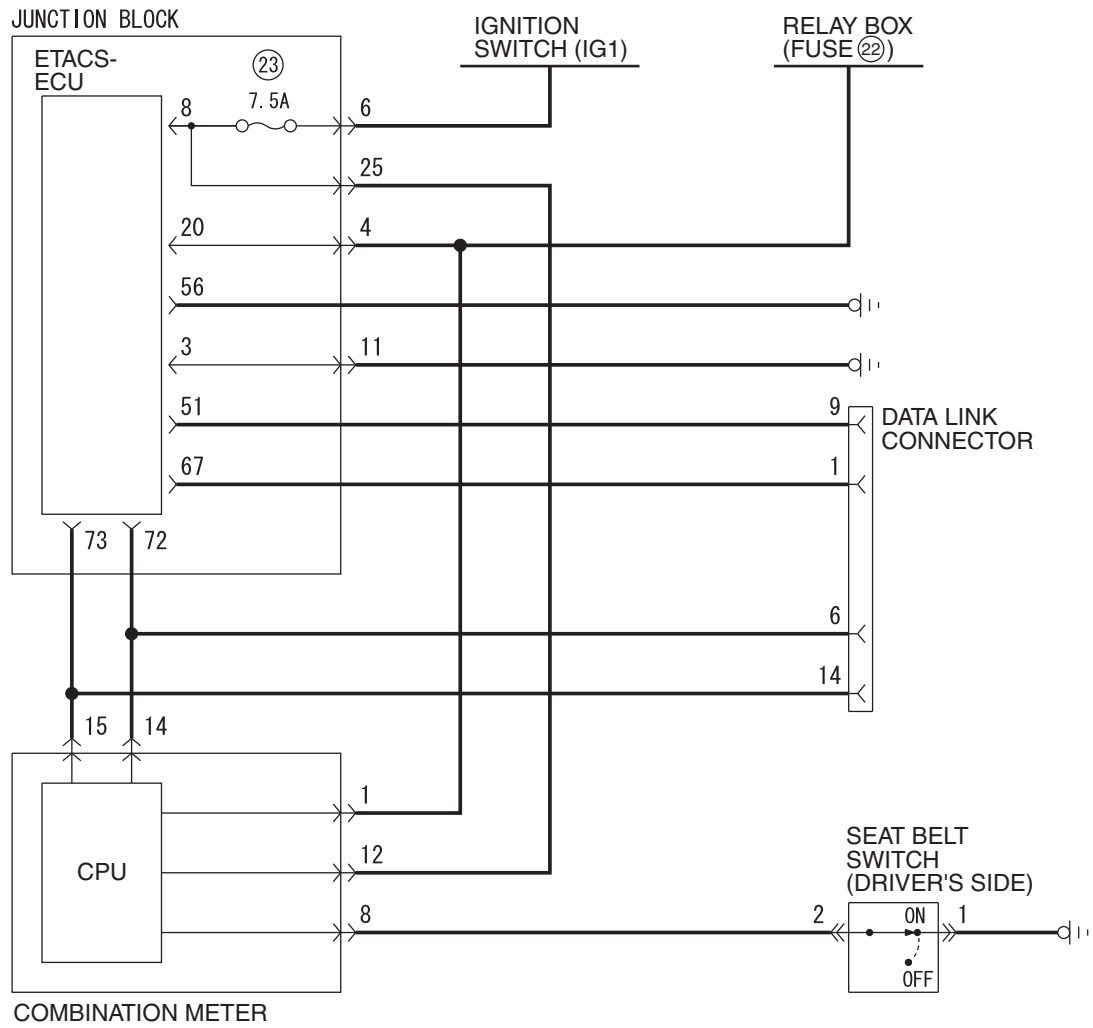 JUNCTION BLOCK
ETACS-
ECU
23
7.5A
8
6
25
20
4
56
3
11
51
67
73
72
IGNITION
SWITCH (IG1)
RELAY BOX
(FUSE 22)
9
1
6
14
DATA LINK
CONNECTOR
15
14
CPU
1
12
8
COMBINATION METER
SEAT BELT
SWITCH
(DRIVER'S SIDE)
2
ON
1
OFF